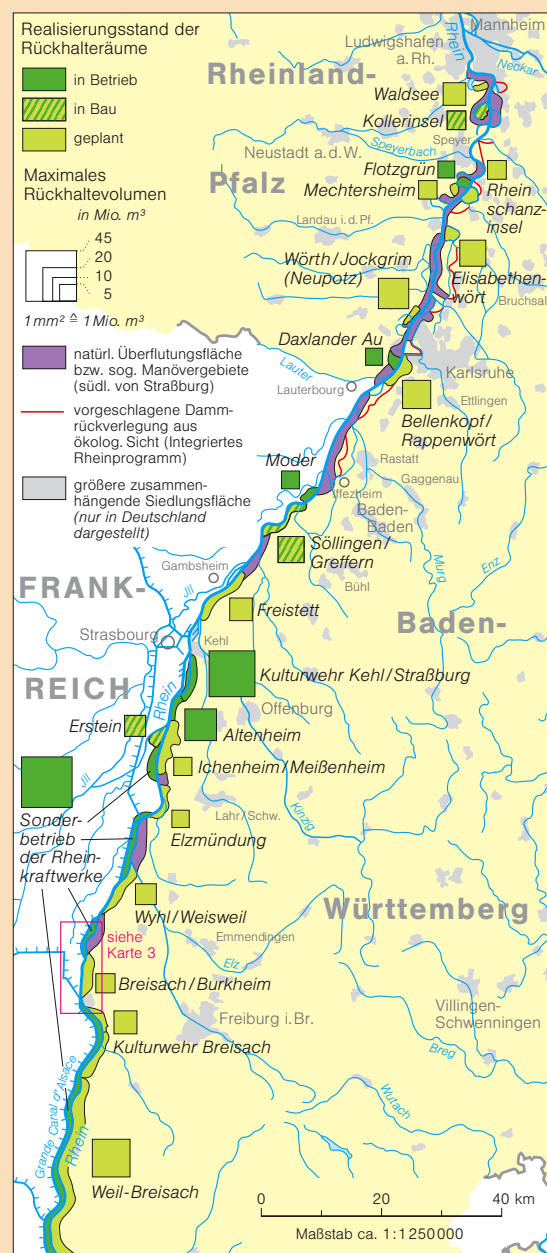 Realisierungsstand der
Rückhalteräume
in Betrieb
in Bau
geplant
Maximales
Rückhaltevolumen
in Mio. m³
45
20
10
5
1 mm² ≙ 1 Mio. m³
natürl. Überflutungsfläche
bzw. sog. Manövergebiete
(südl. von Straßburg)
vorgeschlagene Damm-
rückverlegung aus
ökolog. Sicht (Integriertes
Rheinprogramm)
größere zusammen-
hängende Siedlungsfläche
(nur in Deutschland
dargestellt)
Mannheim
Rhein
Ludwigshafen
a. Rh.
Neckar
Rheinland-
Waldsee
Kollerinsel
Speyer
Speyerbach
Neustadt a. d. W.
Flotzgrün
Pfalz
Mechtersheim
Rhein
schanz-
insel
Landau i. d. Pf.
Wörth/Jockgrim
(Neupotz)
Elisabethen-
wört
Bruchsal
Daxlander Au
Lauter
Karlsruhe
Lauterbourg
Ettlingen
Bellenkopf/
Rappenwört
Rastatt
Moder
Gaggenau
Iffezheim
Baden-
Baden
Söllingen/
Greffern
Murg
Enz
Gambsheim
Bühl
FRANK-
Jll
Freistett
Baden-
Strasbourg
Kehl
REICH
Rhein
Kulturwehr Kehl/Straßburg
Offenburg
Erstein
Altenheim
Jll
Ichenheim/Meißenheim
Sonder-
betrieb
der Rhein-
kraftwerke
Lahr/Schw.
Kinzig
Elzmündung
Wyhl/Weisweil
Württemberg
siehe
Karte 3
Emmendingen
Elz
Breisach/Burkheim
Villingen-
Schwenningen
Freiburg i. Br.
Kulturwehr Breisach
Breg
Grande Canal d'Alsace
Rhein
Wutach
Weil-Breisach
0 20 40 km
Maßstab ca. 1:1250000